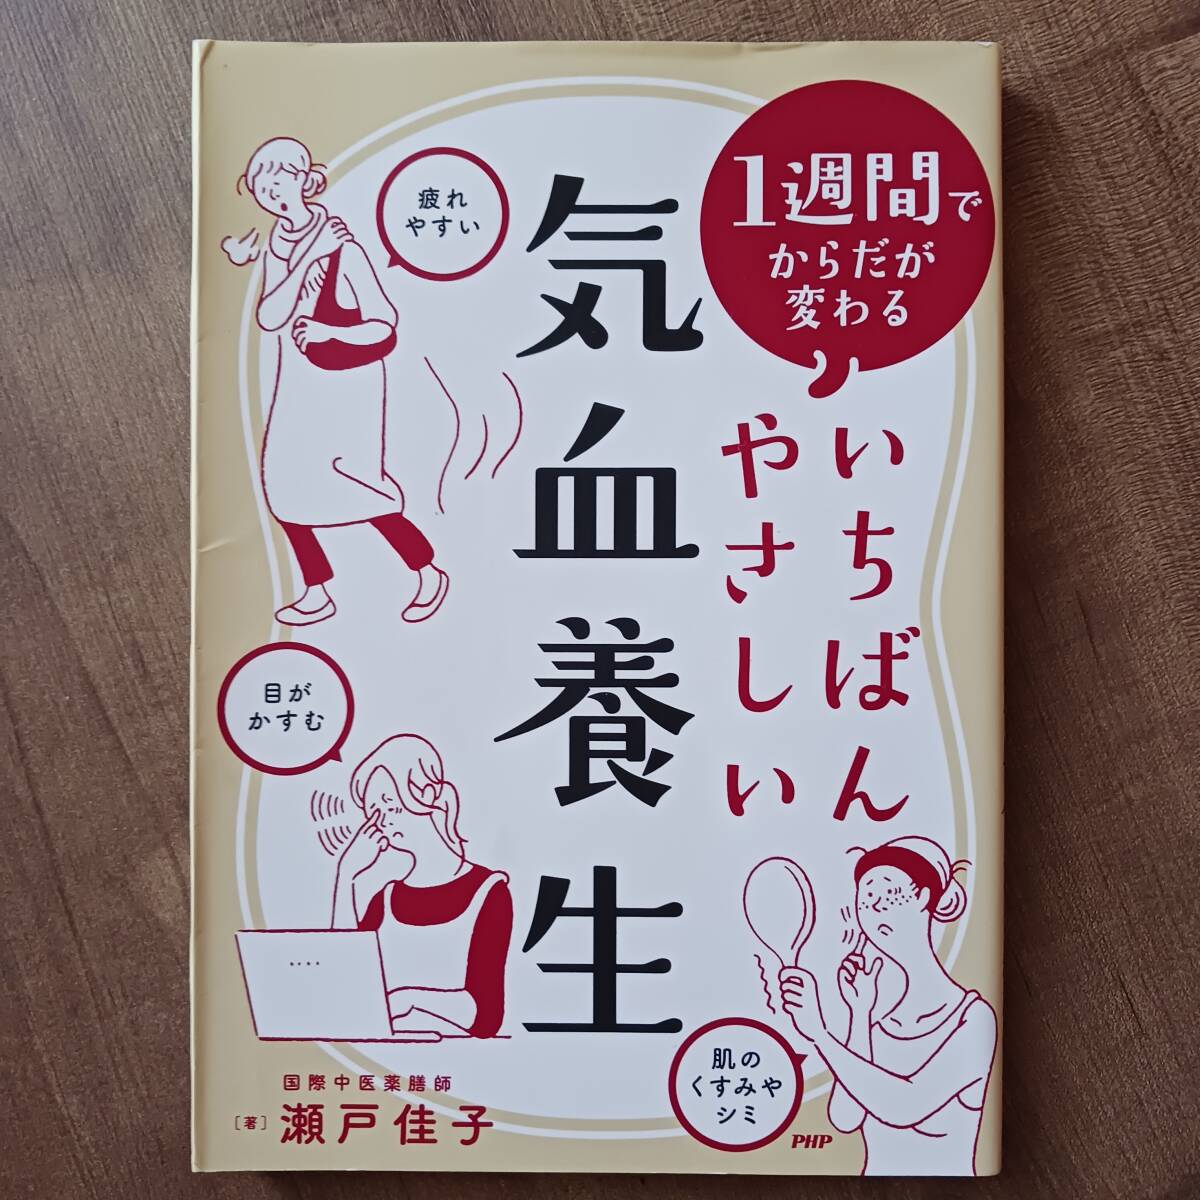 1週間で
からだが
変わる
いちばん
やさしい
気血養生
疲れ
やすい
目が
かすむ
肌の
くすみや
シミ
国際中医薬膳師
［著］瀬戸佳子
PHP